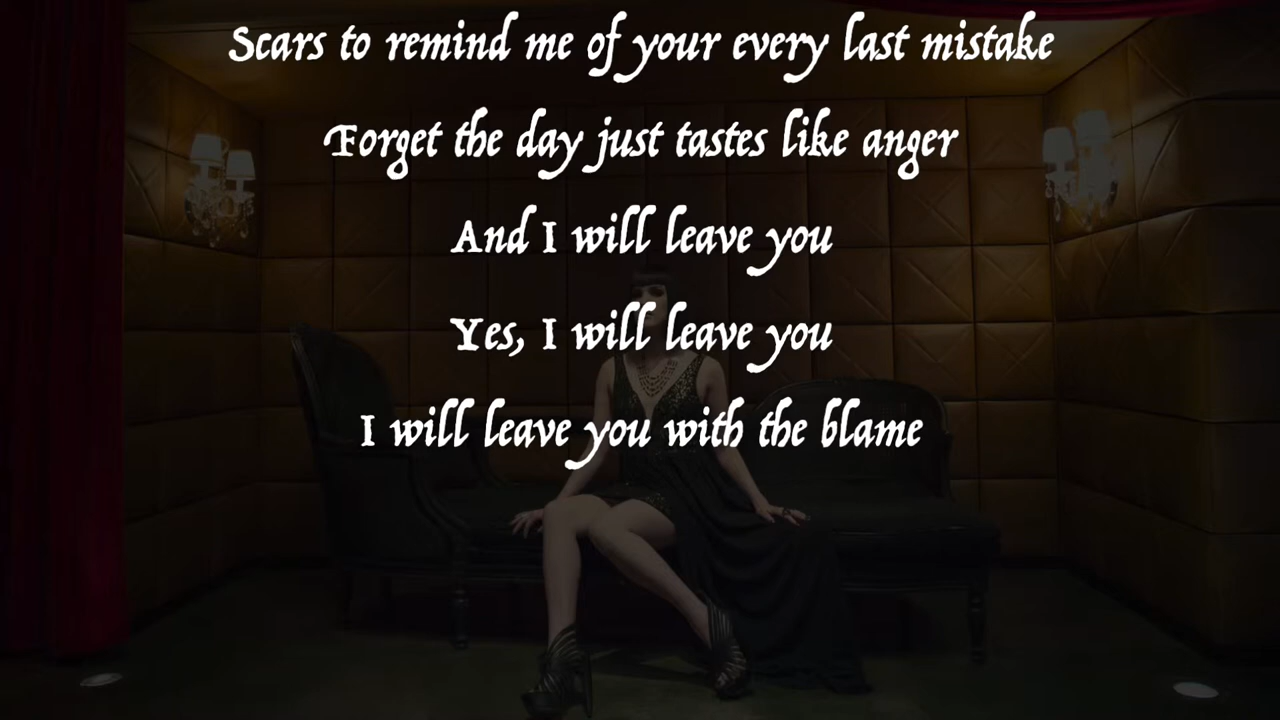 Scars to remind me of your every last mistake
Forget the day just tastes like anger
And I will leave you
Yes, I will leave you
I will leave you with the blame